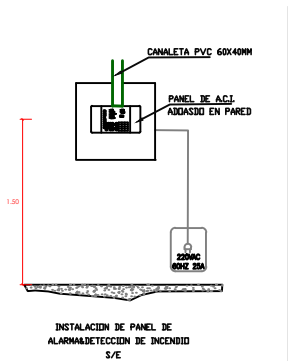 CANALETA PVC 60X40MM
PANEL DE A.C.I.
ADOASDO EN PARED
1.50
220VAC
60HZ 25A
INSTALACION DE PANEL DE
ALARMA&DETECCION DE INCENDIO
S/E